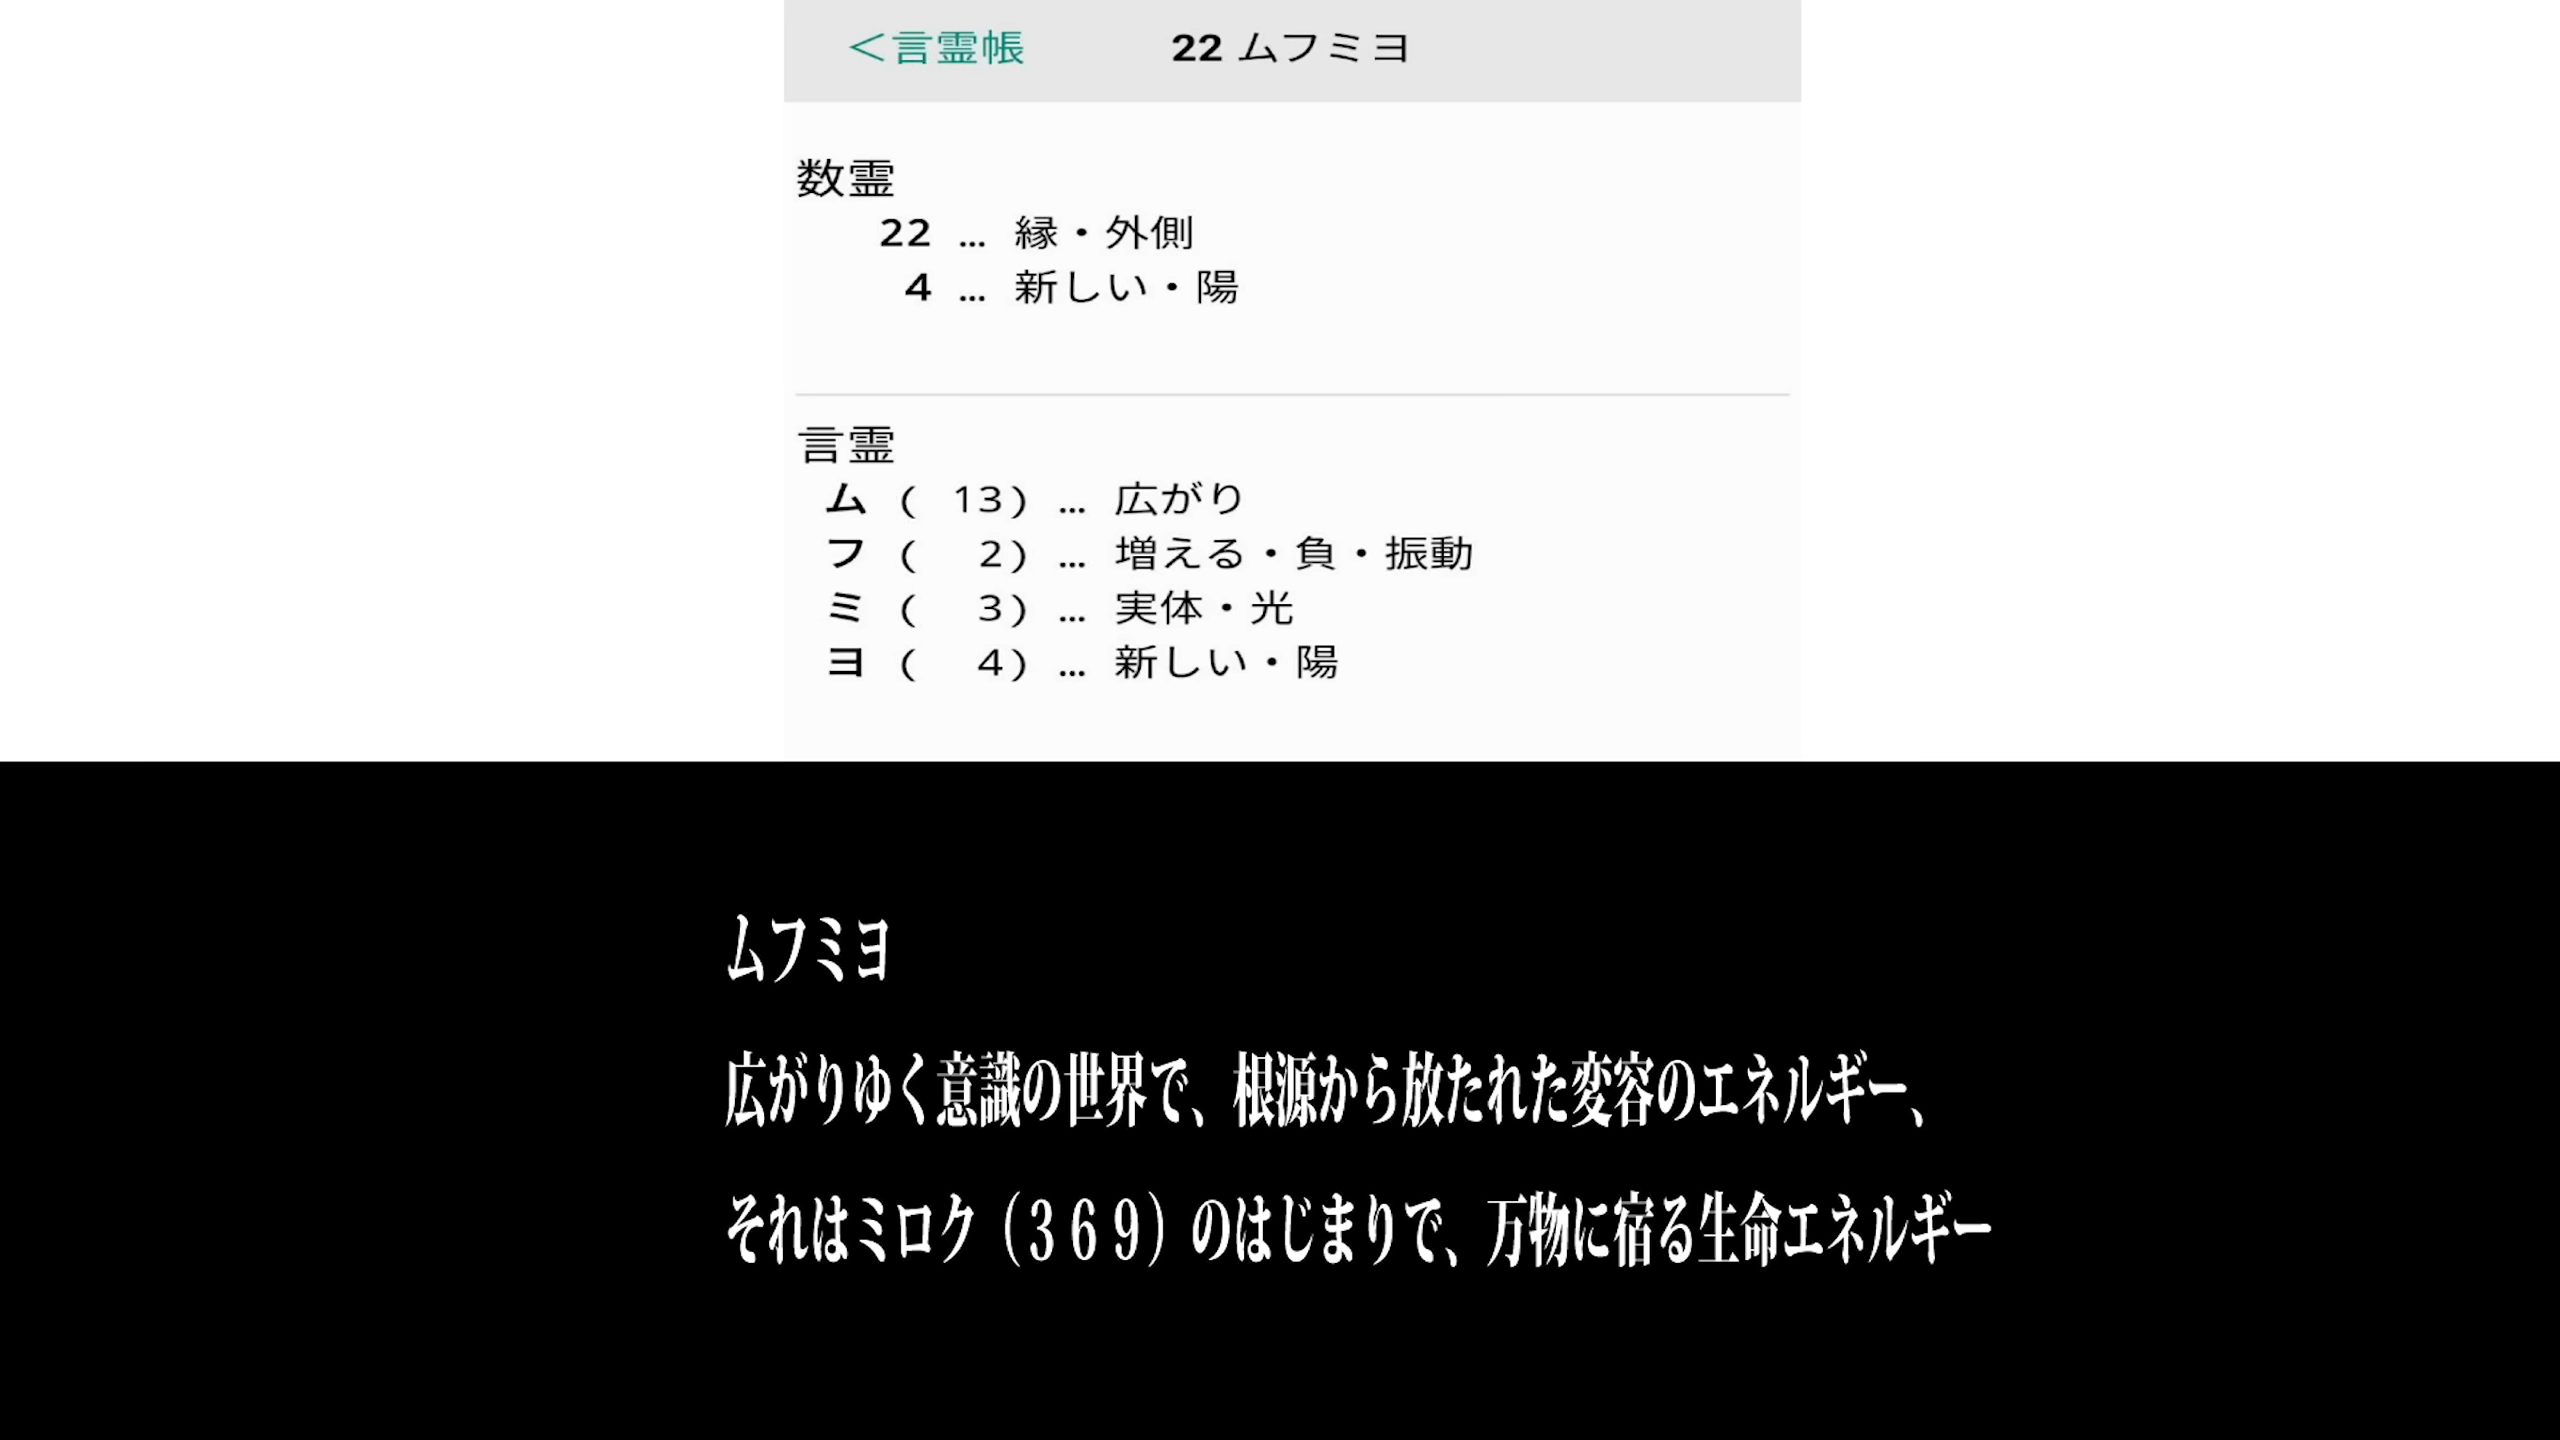 ＜言霊帳 22 ムフミヨ
数霊
22 … 縁・外側
4 … 新しい・陽
言霊
ム ( 13) … 広がり
フ ( 2) … 増える・負・振動
ミ ( 3) … 実体・光
ヨ ( 4) … 新しい・陽
ムフミヨ
広がりゆく意識の世界で、根源から放たれた変容のエネルギー、
それはミロク（３６９）のはじまりで、万物に宿る生命エネルギー